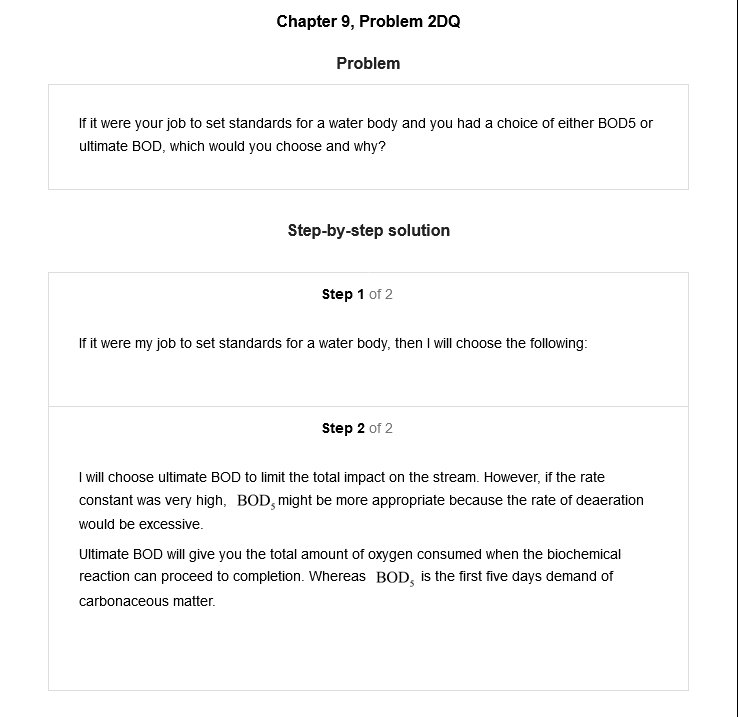 Chapter 9, Problem 2DQ
Problem
If it were your job to set standards for a water body and you had a choice of either BOD5 or
ultimate BOD, which would you choose and why?
Step-by-step solution
Step 1 of 2
If it were my job to set standards for a water body, then I will choose the following:
Step 2 of 2
I will choose ultimate BOD to limit the total impact on the stream. However, if the rate
constant was very high, BOD₅ might be more appropriate because the rate of deaeration
would be excessive.
Ultimate BOD will give you the total amount of oxygen consumed when the biochemical
reaction can proceed to completion. Whereas BOD₅ is the first five days demand of
carbonaceous matter.